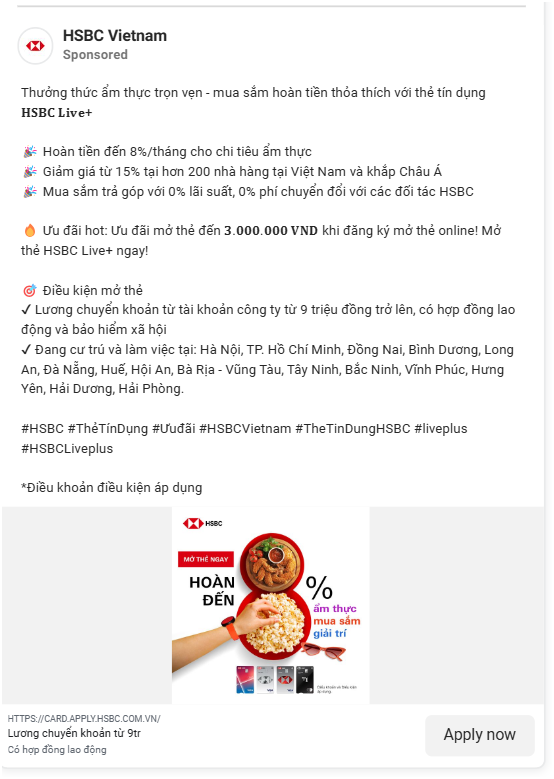 HSBC Vietnam
Sponsored
Thưởng thức ẩm thực trọn vẹn - mua sắm hoàn tiền thỏa thích với thẻ tín dụng
𝐇𝐒𝐁𝐂 𝐋𝐢𝐯𝐞+
🎉 Hoàn tiền đến 8%/tháng cho chi tiêu ẩm thực
🎉 Giảm giá từ 15% tại hơn 200 nhà hàng tại Việt Nam và khắp Châu Á
🎉 Mua sắm trả góp với 0% lãi suất, 0% phí chuyển đổi với các đối tác HSBC
🔥 Ưu đãi hot: Ưu đãi mở thẻ đến 𝟑.𝟎𝟎𝟎.𝟎𝟎𝟎 𝐕𝐍𝐃 khi đăng ký mở thẻ online! Mở
thẻ HSBC Live+ ngay!
🎯 Điều kiện mở thẻ
✓ Lương chuyển khoản từ tài khoản công ty từ 9 triệu đồng trở lên, có hợp đồng lao
động và bảo hiểm xã hội
✓ Đang cư trú và làm việc tại: Hà Nội, TP. Hồ Chí Minh, Đồng Nai, Bình Dương, Long
An, Đà Nẵng, Huế, Hội An, Bà Rịa - Vũng Tàu, Tây Ninh, Bắc Ninh, Vĩnh Phúc, Hưng
Yên, Hải Dương, Hải Phòng.
#HSBC #ThẻTínDụng #Ưuđãi #HSBCVietnam #TheTinDungHSBC #liveplus
#HSBCLiveplus
*Điều khoản điều kiện áp dụng
HSBC
MỞ THẺ NGAY
HOÀN
ĐẾN
%
ẩm thực
mua sắm
giải trí
Điều khoản và Điều kiện
áp dụng
HTTPS://CARD.APPLY.HSBC.COM.VN/
Lương chuyển khoản từ 9tr
Có hợp đồng lao động
Apply now